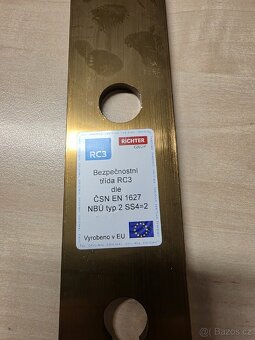 RC3
RICHTER
Bezpečnostní
třída RC3
dle
ČSN EN 1627
NBÚ typ 2 SS4=2
Vyrobeno v EU
Bazoš.cz